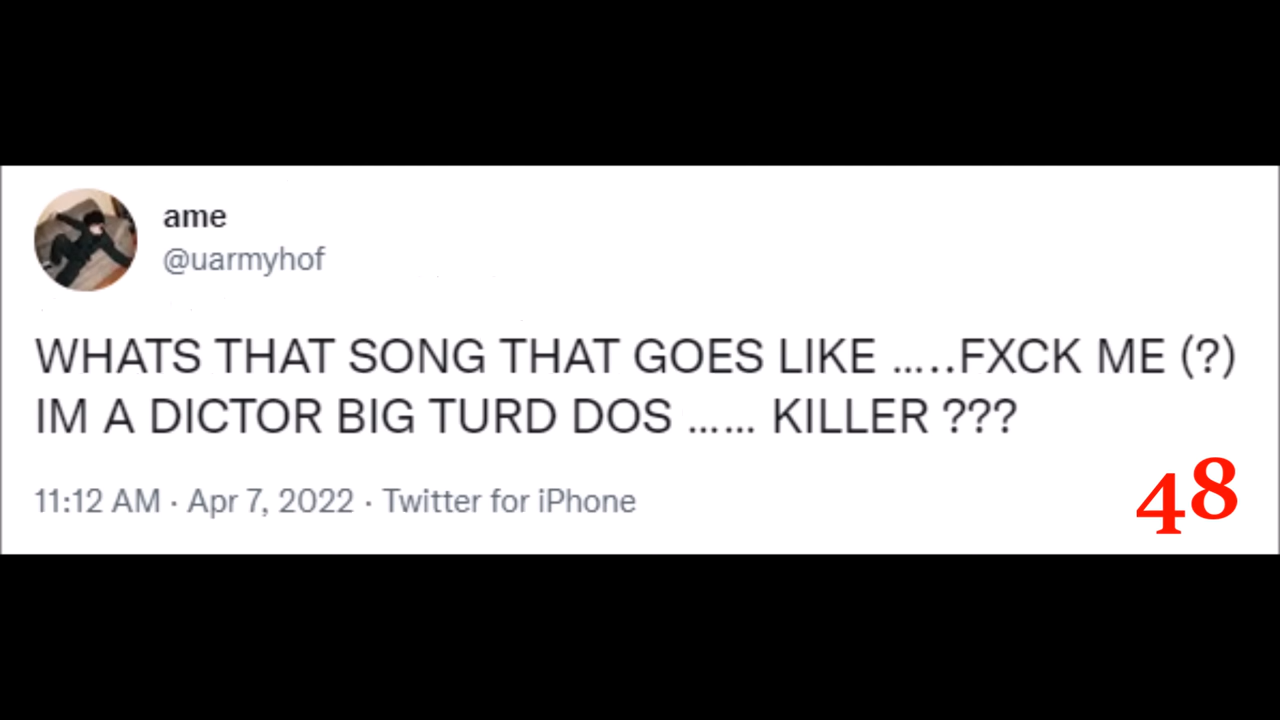 ame
@uarmyhof
WHATS THAT SONG THAT GOES LIKE .....FXCK ME (?)
IM A DICTOR BIG TURD DOS ...... KILLER ???
11:12 AM · Apr 7, 2022 · Twitter for iPhone
48